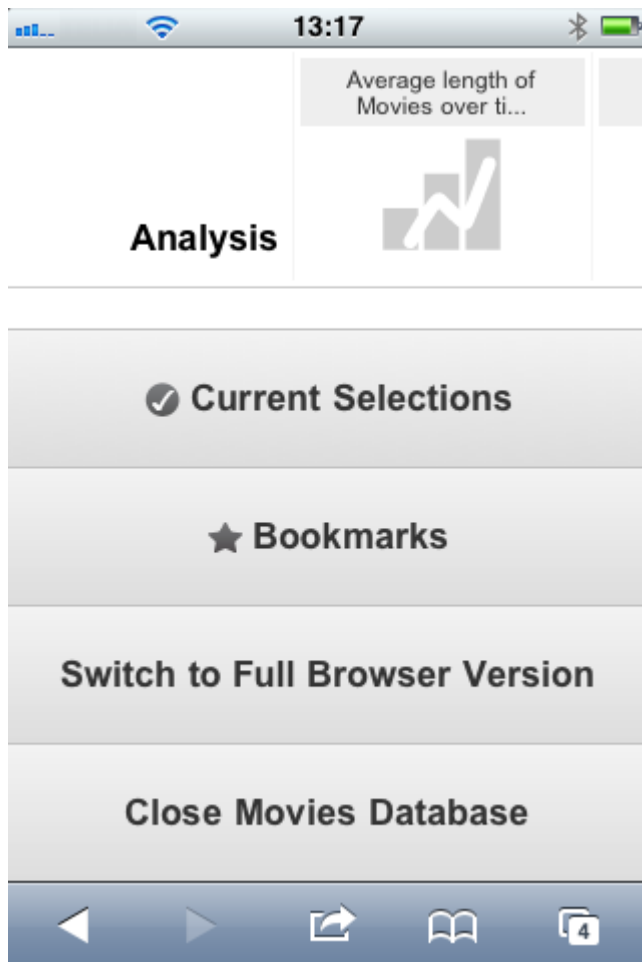 13:17
Average length of
Movies over ti...
Analysis
Current Selections
Bookmarks
Switch to Full Browser Version
Close Movies Database
4